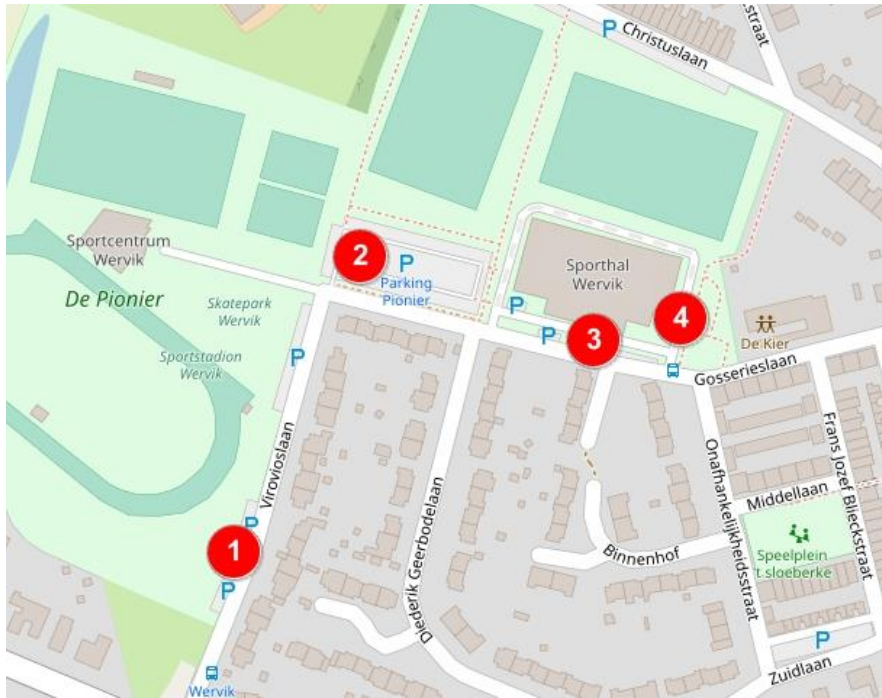 straat
P
Christuslaan
Sportcentrum
Wervik
De Pionier
Skatepark
Wervik
Sportstadion
Wervik
2
P
Parking
Pionier
Sporthal
Wervik
P
P
3
4
De Kier
Gosserieslaan
P
Virovioslaan
Diederik Geerbodelaan
Onafhankelijkheidsstraat
Frans Jozef Blieckstraat
Middellaan
Binnenhof
Speelplein
't sloeberke
P
1
P
P
Zuidlaan
Wervik